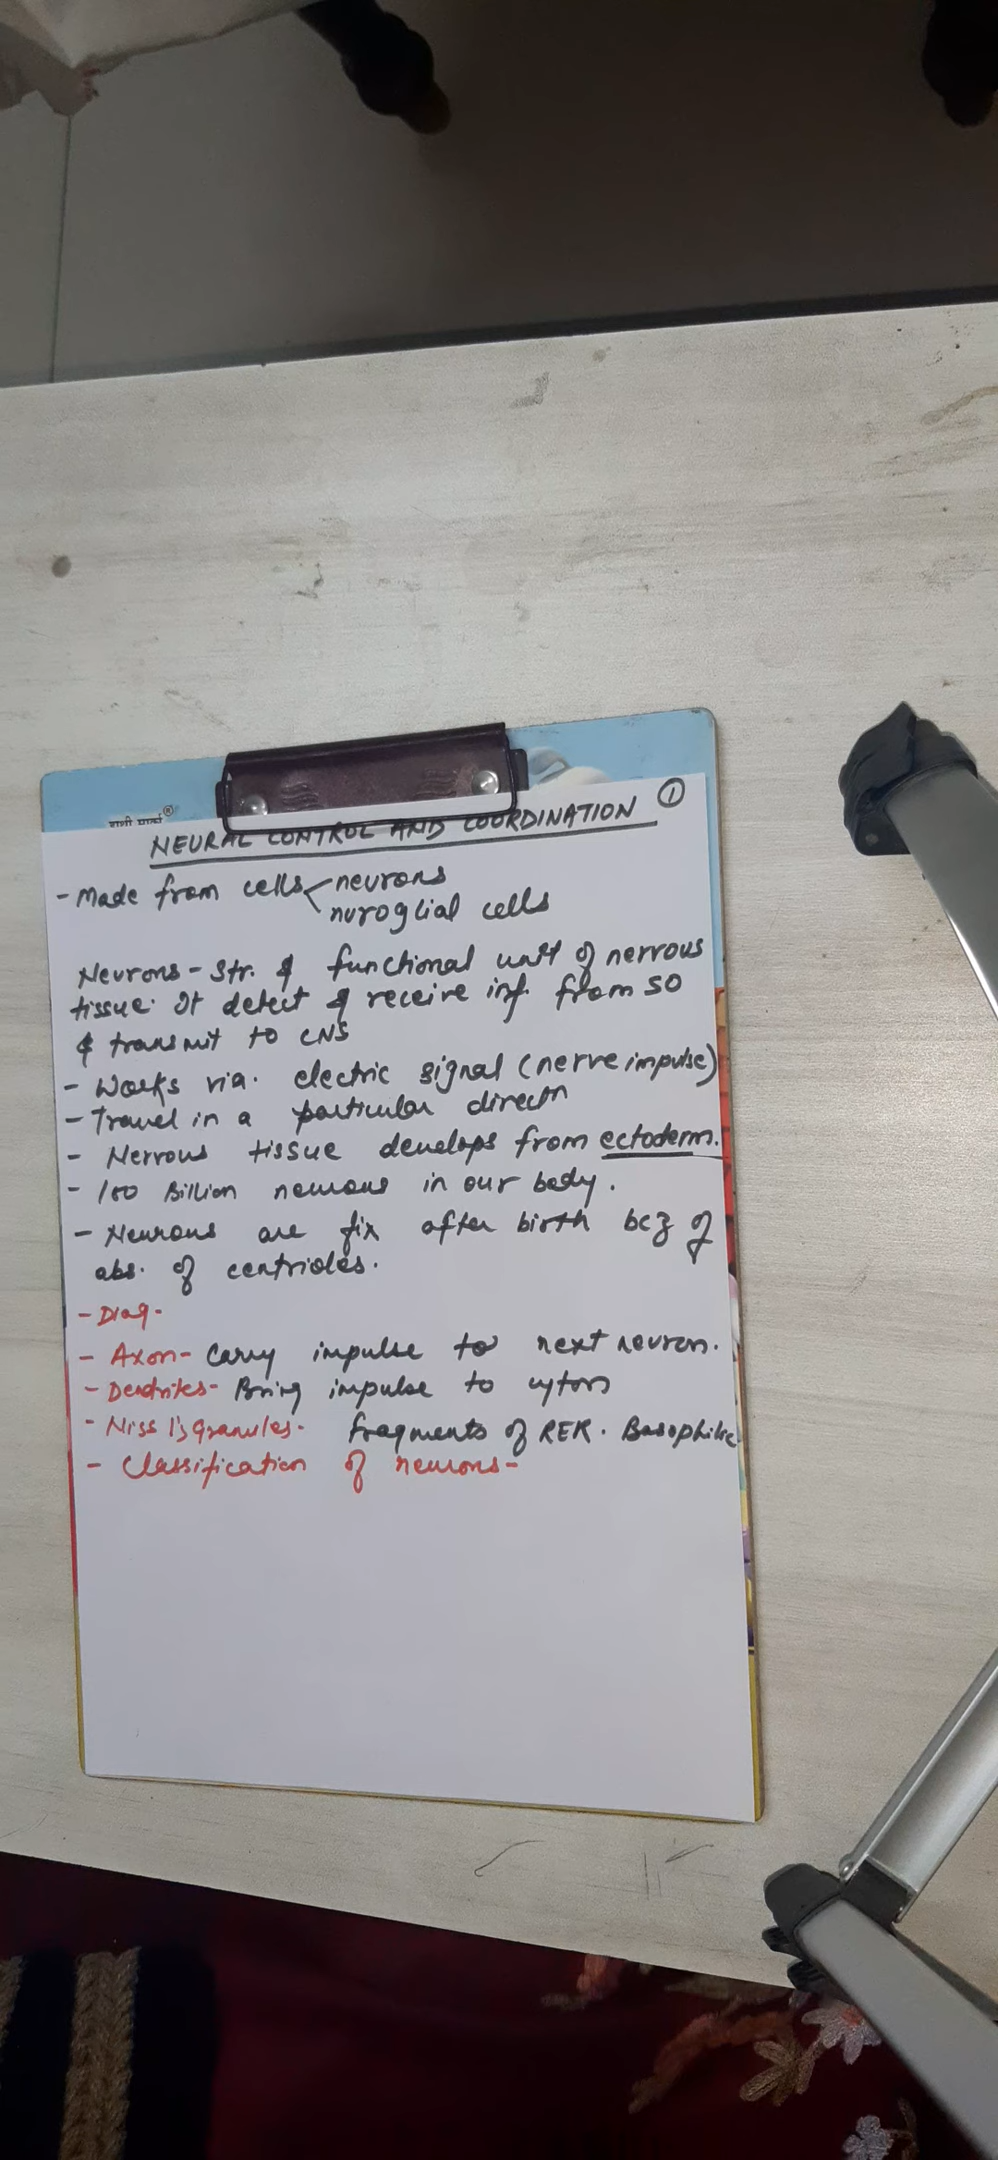 राशी मार्का®
NEURAL CONTROL AND COORDINATION ①
- Made from cells < neurons
nuroglial cells
Neurons - Str. & functional unit of nervous
tissue. It detect & receive inf. from SO
& transmit to CNS
- Works via. electric signal (nerve impulse)
- Travel in a particular directn
- Nervous tissue develops from ectoderm.
- 100 Billion neurons in our body.
- Neurons are fix after birth bcz of
abs. of centrioles.
- Diag -
- Axon - Carry impulse to next neuron.
- Dendrites - Bring impulse to cyton
- Nissl's granules - fragments of RER. Basophilic
- Classification of neurons -